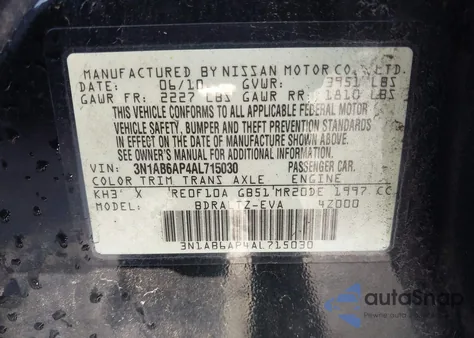 MANUFACTURED BY NISSAN MOTOR CO., LTD.
DATE: 06/10 GVWR: 3951 LBS
GAWR FR: 2227 LBS GAWR RR: 1810 LBS
THIS VEHICLE CONFORMS TO ALL APPLICABLE FEDERAL MOTOR
VEHICLE SAFETY, BUMPER AND THEFT PREVENTION STANDARDS
IN EFFECT ON THE DATE OF MANUFACTURE SHOWN ABOVE.
SEE OWNER'S MANUAL FOR ADDITIONAL INFORMATION.
VIN: 3N1AB6AP4AL715030 PASSENGER CAR.
COLOR TRIM TRANS AXLE ENGINE
KH3 X RE0F10A GB51 MR20DE 1997 CC
MODEL: BDRALTZ-EVA 4Z000
3N1AB6AP4AL715030
autoSnap